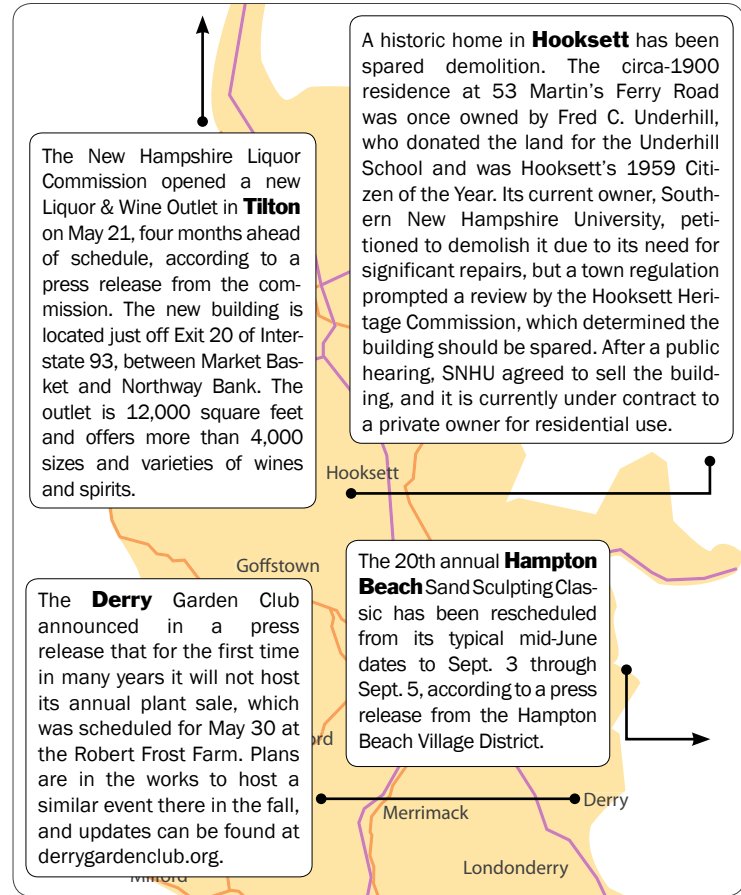 The New Hampshire Liquor
Commission opened a new
Liquor & Wine Outlet in Tilton
on May 21, four months ahead
of schedule, according to a
press release from the com-
mission. The new building is
located just off Exit 20 of Inter-
state 93, between Market Bas-
ket and Northway Bank. The
outlet is 12,000 square feet
and offers more than 4,000
sizes and varieties of wines
and spirits.
A historic home in Hooksett has been
spared demolition. The circa-1900
residence at 53 Martin's Ferry Road
was once owned by Fred C. Underhill,
who donated the land for the Underhill
School and was Hooksett's 1959 Citi-
zen of the Year. Its current owner, South-
ern New Hampshire University, peti-
tioned to demolish it due to its need for
significant repairs, but a town regulation
prompted a review by the Hooksett Heri-
tage Commission, which determined the
building should be spared. After a public
hearing, SNHU agreed to sell the build-
ing, and it is currently under contract to
a private owner for residential use.
Hooksett
Goffstown
The Derry Garden Club
announced in a press
release that for the first time
in many years it will not host
its annual plant sale, which
was scheduled for May 30 at
the Robert Frost Farm. Plans
are in the works to host a
similar event there in the fall,
and updates can be found at
derrygardenclub.org.
The 20th annual Hampton
Beach Sand Sculpting Clas-
sic has been rescheduled
from its typical mid-June
dates to Sept. 3 through
Sept. 5, according to a press
release from the Hampton
Beach Village District.
ord
Merrimack
Derry
Londonderry
Milford